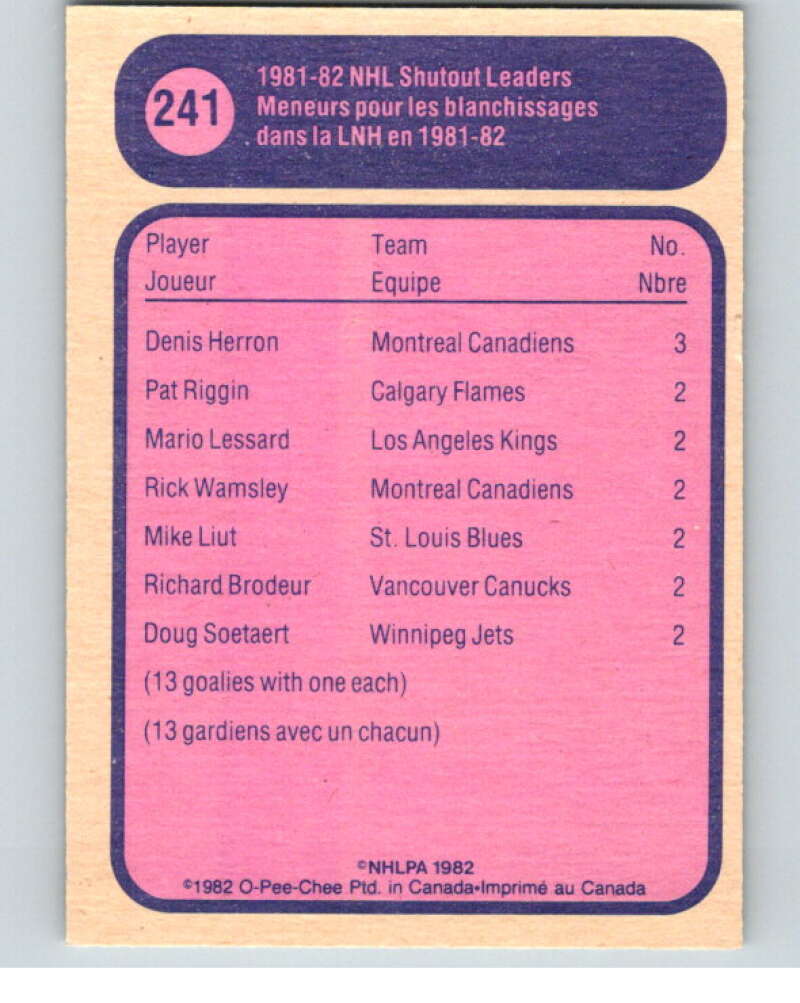 241
1981-82 NHL Shutout Leaders
Meneurs pour les blanchissages
dans la LNH en 1981-82
Player Team No.
Joueur Equipe Nbre
Denis Herron Montreal Canadiens 3
Pat Riggin Calgary Flames 2
Mario Lessard Los Angeles Kings 2
Rick Wamsley Montreal Canadiens 2
Mike Liut St. Louis Blues 2
Richard Brodeur Vancouver Canucks 2
Doug Soetaert Winnipeg Jets 2
(13 goalies with one each)
(13 gardiens avec un chacun)
©NHLPA 1982
©1982 O-Pee-Chee Ptd. in Canada•Imprimé au Canada